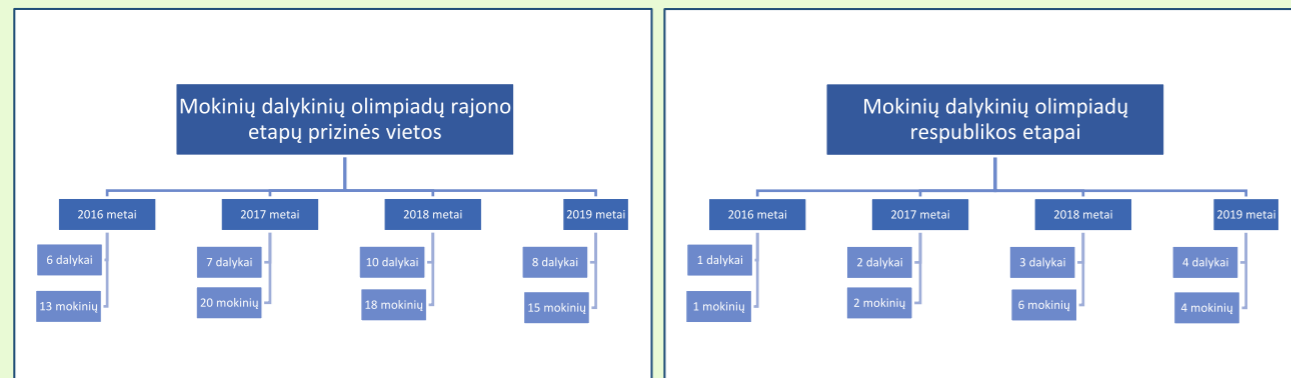 Mokinių dalykinių olimpiadų rajono
etapų prizinės vietos
2016 metai
6 dalykai
13 mokinių
2017 metai
7 dalykai
20 mokinių
2018 metai
10 dalykai
18 mokinių
2019 metai
8 dalykai
15 mokinių
Mokinių dalykinių olimpiadų
respublikos etapai
2016 metai
1 dalykai
1 mokinių
2017 metai
2 dalykai
2 mokinių
2018 metai
3 dalykai
6 mokinių
2019 metai
4 dalykai
4 mokinių